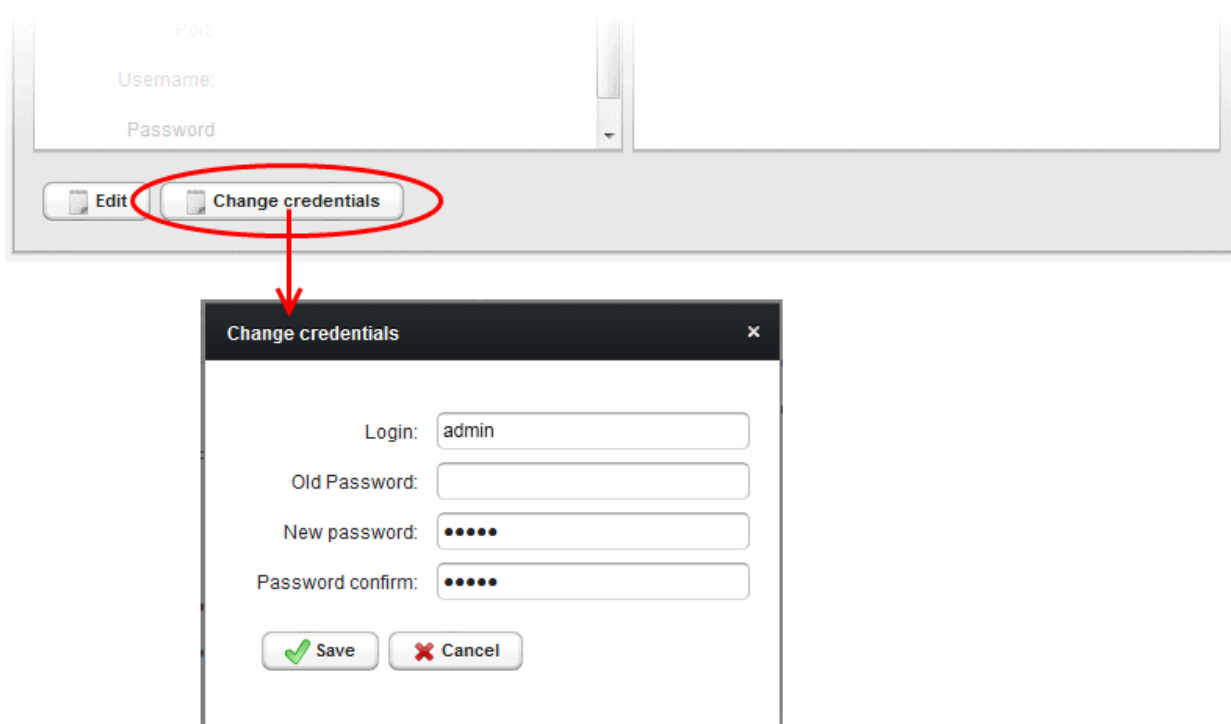 Port:
Username:
Password
Edit
Change credentials
Change credentials
Login: admin
Old Password:
New password: •••••
Password confirm: •••••
Save
Cancel